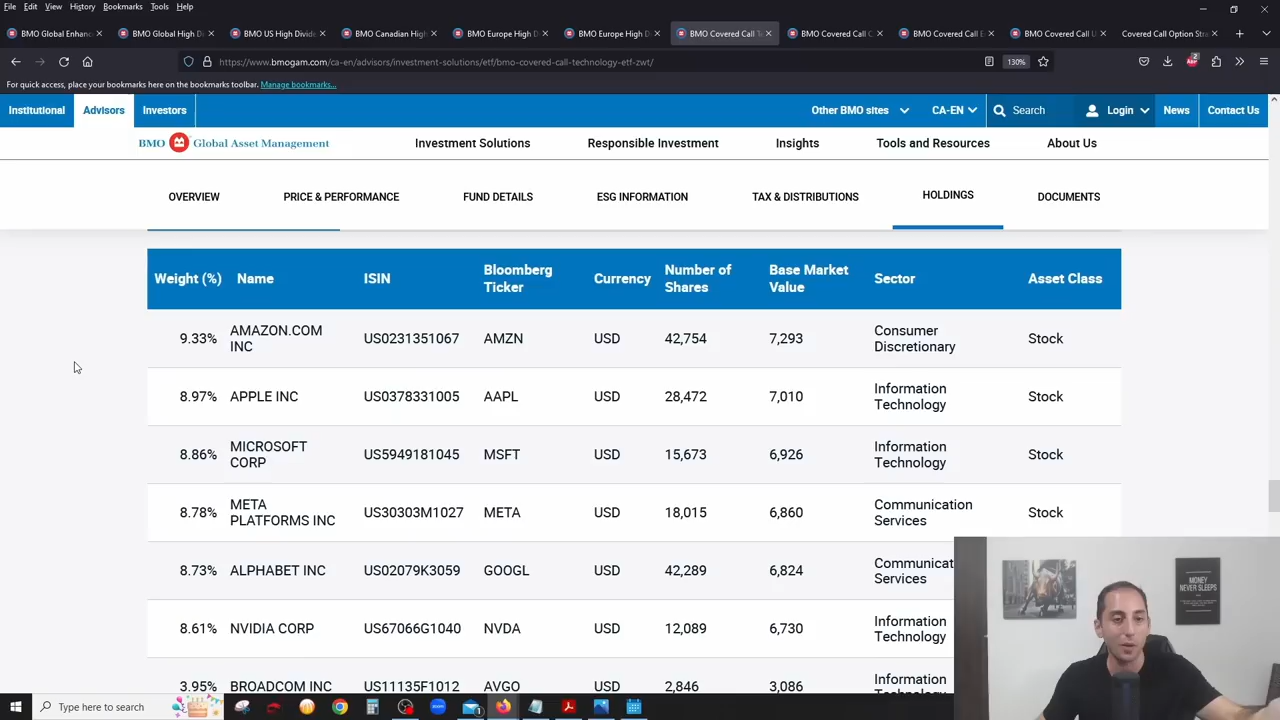 File Edit View History Bookmarks Tools Help
BMO Global Enhanc
BMO Global High D
BMO US High Divide
BMO Canadian High
BMO Europe High D
BMO Europe High D
BMO Covered Call T
BMO Covered Call C
BMO Covered Call E
BMO Covered Call U
Covered Call Option Stra
https://www.bmogam.com/ca-en/advisors/investment-solutions/etf/bmo-covered-call-technology-etf-zwt/
130%
2
For quick access, place your bookmarks here on the bookmarks toolbar. Manage bookmarks...
Institutional Advisors Investors Other BMO sites CA-EN Search Login News Contact Us
BMO Global Asset Management Investment Solutions Responsible Investment Insights Tools and Resources About Us
OVERVIEW PRICE & PERFORMANCE FUND DETAILS ESG INFORMATION TAX & DISTRIBUTIONS HOLDINGS DOCUMENTS
Weight (%) Name ISIN Bloomberg Ticker Currency Number of Shares Base Market Value Sector Asset Class
9.33% AMAZON.COM INC US0231351067 AMZN USD 42,754 7,293 Consumer Discretionary Stock
8.97% APPLE INC US0378331005 AAPL USD 28,472 7,010 Information Technology Stock
8.86% MICROSOFT CORP US5949181045 MSFT USD 15,673 6,926 Information Technology Stock
8.78% META PLATFORMS INC US30303M1027 META USD 18,015 6,860 Communication Services Stock
8.73% ALPHABET INC US02079K3059 GOOGL USD 42,289 6,824 Communicat Services
8.61% NVIDIA CORP US67066G1040 NVDA USD 12,089 6,730 Information Technology
3.95% BROADCOM INC US11135F1012 AVGO USD 2,846 3,086 Information Technology
MONEY
NEVER SLEEPS
Type here to search